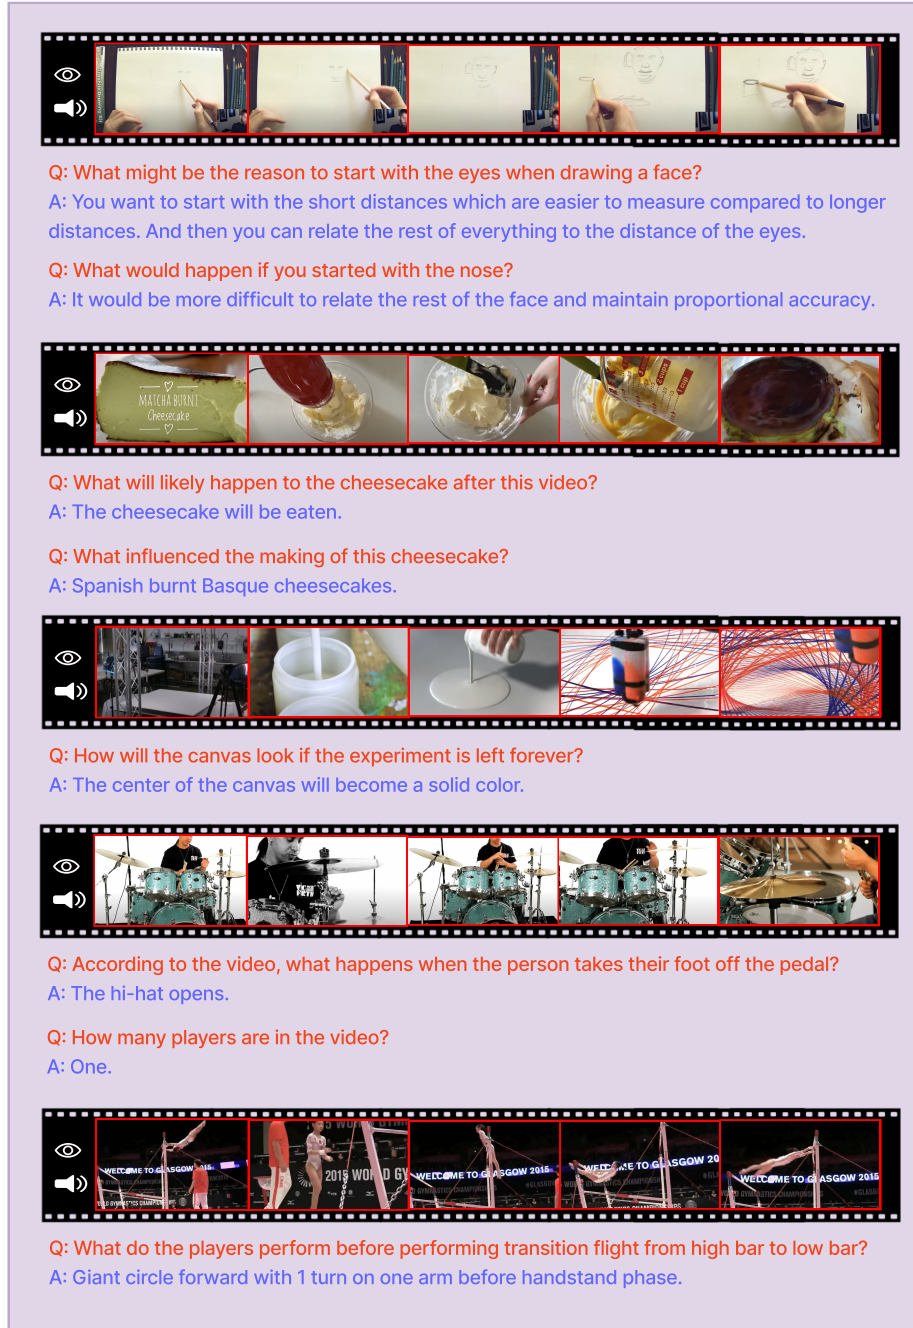 Q: What might be the reason to start with the eyes when drawing a face?
A: You want to start with the short distances which are easier to measure compared to longer
distances. And then you can relate the rest of everything to the distance of the eyes.
Q: What would happen if you started with the nose?
A: It would be more difficult to relate the rest of the face and maintain proportional accuracy.
MATCHA BURNT
Cheesecake
1 CUP
Q: What will likely happen to the cheesecake after this video?
A: The cheesecake will be eaten.
Q: What influenced the making of this cheesecake?
A: Spanish burnt Basque cheesecakes.
Q: How will the canvas look if the experiment is left forever?
A: The center of the canvas will become a solid color.
Q: According to the video, what happens when the person takes their foot off the pedal?
A: The hi-hat opens.
Q: How many players are in the video?
A: One.
WELCOME TO GLASGOW 2015
2015 WORLD GY
WELCOME TO GLASGOW 2015
WELCOME TO GLASGOW 20
WELCOME TO GLASGOW 2015
Q: What do the players perform before performing transition flight from high bar to low bar?
A: Giant circle forward with 1 turn on one arm before handstand phase.